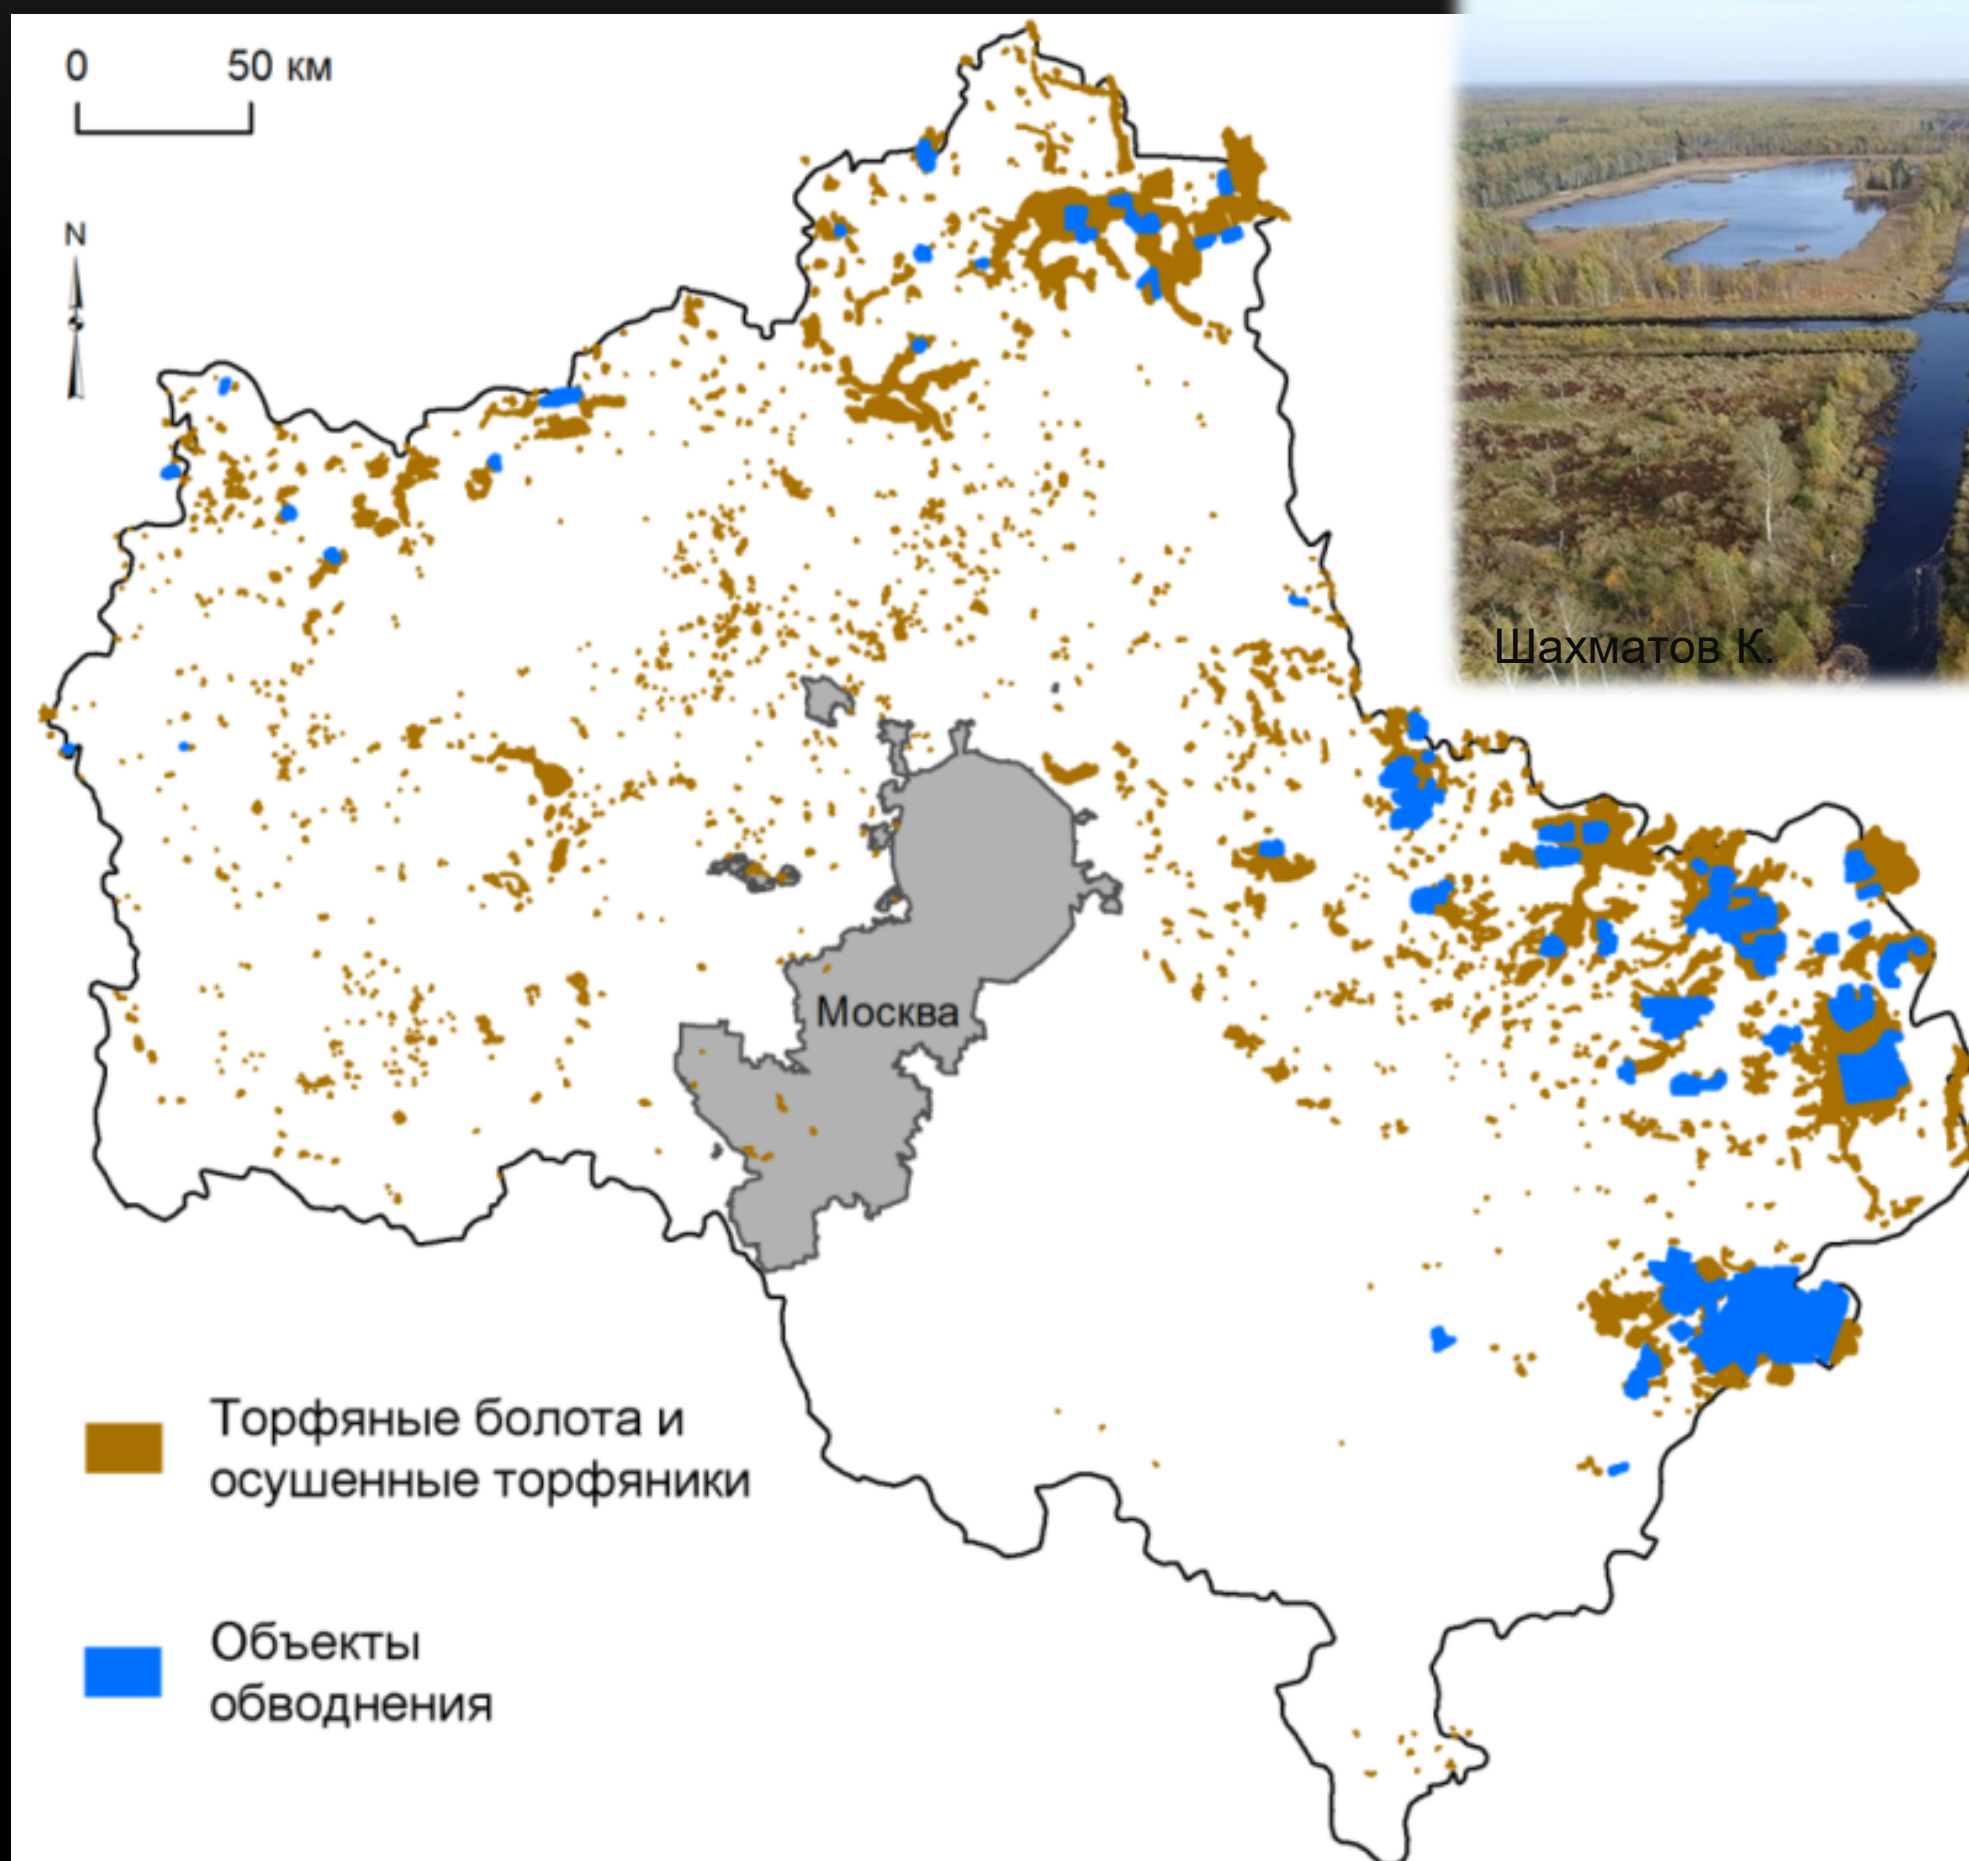 0 50 км
N
Шахматов К.
Москва
Торфяные болота и
осушенные торфяники
Объекты
обводнения